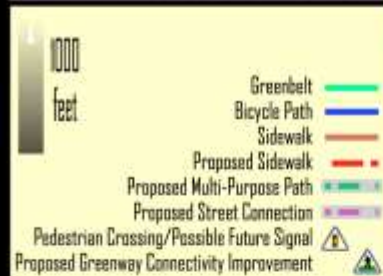 1000
feet
Greenbelt
Bicycle Path
Sidewalk
Proposed Sidewalk
Proposed Multi-Purpose Path
Proposed Street Connection
Pedestrian Crossing/Possible Future Signal
Proposed Greenway Connectivity Improvement